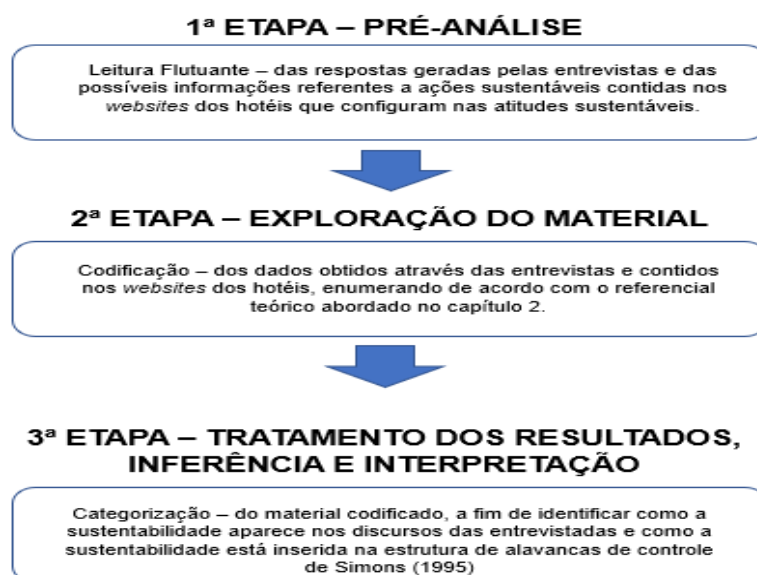 1ª ETAPA – PRÉ-ANÁLISE
Leitura Flutuante – das respostas geradas pelas entrevistas e das
possíveis informações referentes a ações sustentáveis contidas nos
websites dos hotéis que configuram nas atitudes sustentáveis.
2ª ETAPA – EXPLORAÇÃO DO MATERIAL
Codificação – dos dados obtidos através das entrevistas e contidos
nos websites dos hotéis, enumerando de acordo com o referencial
teórico abordado no capítulo 2.
3ª ETAPA – TRATAMENTO DOS RESULTADOS,
INFERÊNCIA E INTERPRETAÇÃO
Categorização – do material codificado, a fim de identificar como a
sustentabilidade aparece nos discursos das entrevistadas e como a
sustentabilidade está inserida na estrutura de alavancas de controle
de Simons (1995)